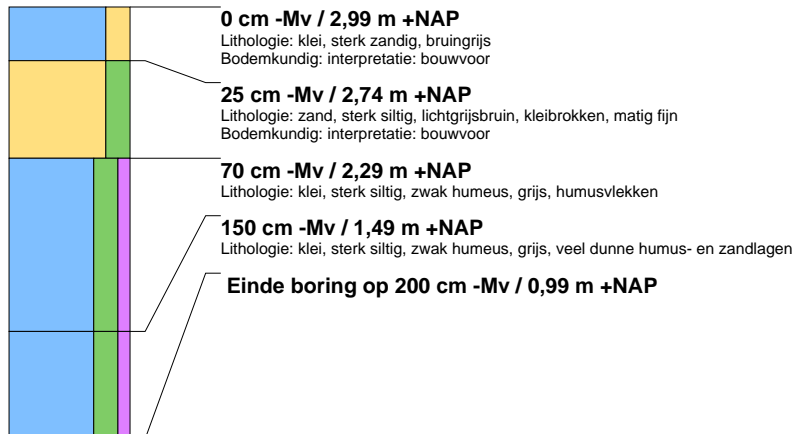 0 cm -Mv / 2,99 m +NAP
Lithologie: klei, sterk zandig, bruingrijs
Bodemkundig: interpretatie: bouwvoor
25 cm -Mv / 2,74 m +NAP
Lithologie: zand, sterk siltig, lichtgrijsbruin, kleibrokken, matig fijn
Bodemkundig: interpretatie: bouwvoor
70 cm -Mv / 2,29 m +NAP
Lithologie: klei, sterk siltig, zwak humeus, grijs, humusvlekken
150 cm -Mv / 1,49 m +NAP
Lithologie: klei, sterk siltig, zwak humeus, grijs, veel dunne humus- en zandlagen
Einde boring op 200 cm -Mv / 0,99 m +NAP